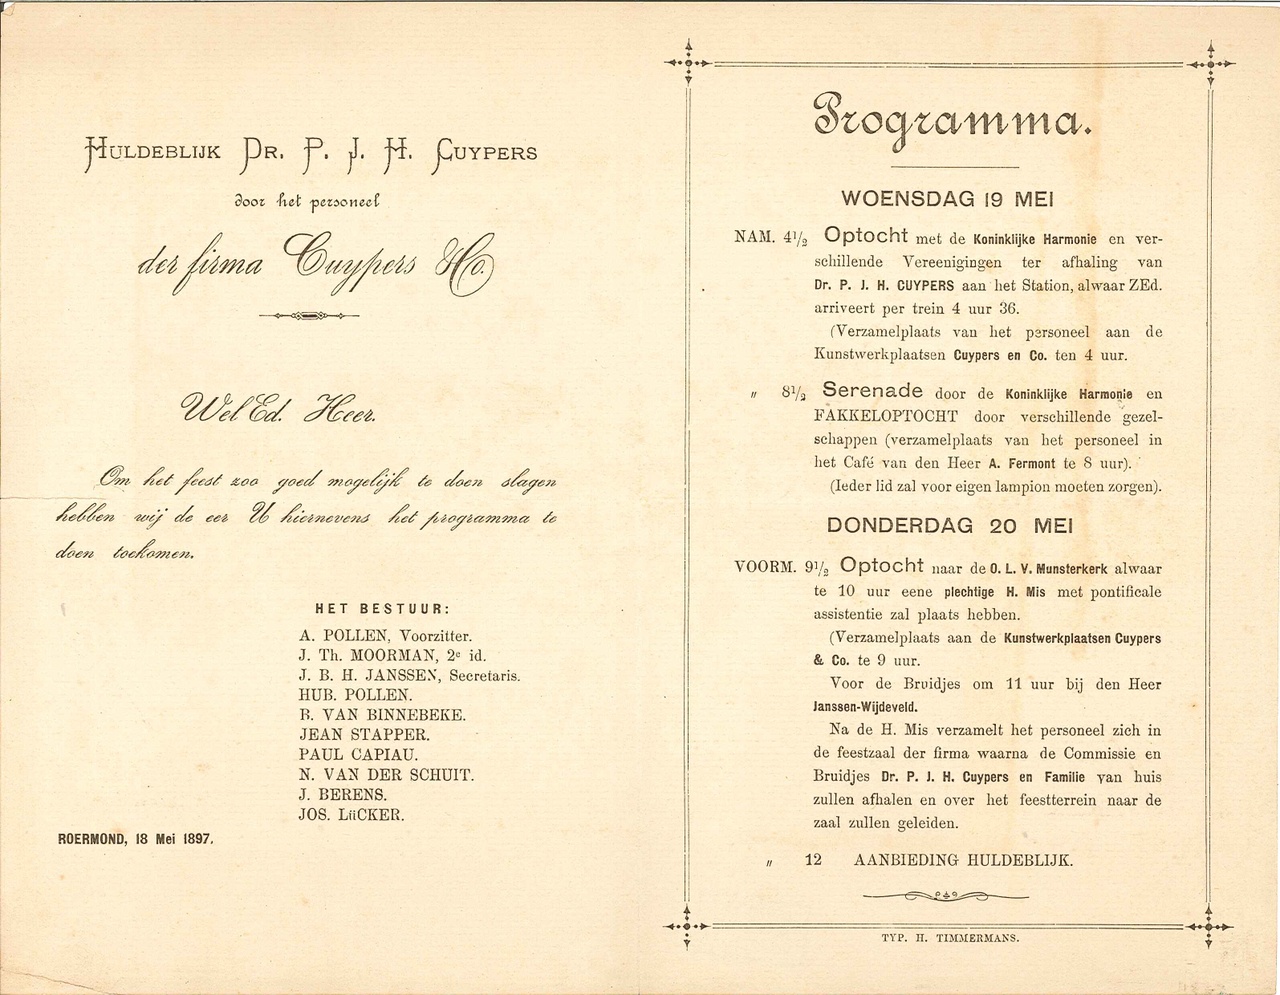 HULDEBLIJK DR. P. J. H. CUYPERS
door het personeel
der firma Cuypers & Co.
WelEd. Heer.
Om het feest zoo goed mogelijk te doen slagen
hebben wij de eer U hiernevens het programma te
doen toekomen.
HET BESTUUR:
A. POLLEN, Voorzitter.
J. Th. MOORMAN, 2e id.
J. B. H. JANSSEN, Secretaris.
HUB. POLLEN.
B. VAN BINNEBEKE.
JEAN STAPPER.
PAUL CAPIAU.
N. VAN DER SCHUIT.
J. BERENS.
JOS. LüCKER.
ROERMOND, 18 Mei 1897.
Programma.
WOENSDAG 19 MEI
NAM. 4 1/2 Optocht met de Koninklijke Harmonie en ver-
schillende Vereenigingen ter afhaling van
Dr. P. J. H. CUYPERS aan het Station, alwaar ZEd.
arriveert per trein 4 uur 36.
(Verzamelplaats van het personeel aan de
Kunstwerkplaatsen Cuypers en Co. ten 4 uur.
" 8 1/2 Serenade door de Koninklijke Harmonie en
FAKKELOPTOCHT door verschillende gezel-
schappen (verzamelplaats van het personeel in
het Café van den Heer A. Fermont te 8 uur).
(Ieder lid zal voor eigen lampion moeten zorgen).
DONDERDAG 20 MEI
VOORM. 9 1/2 Optocht naar de O. L. V. Munsterkerk alwaar
te 10 uur eene plechtige H. Mis met pontificale
assistentie zal plaats hebben.
(Verzamelplaats aan de Kunstwerkplaatsen Cuypers
& Co. te 9 uur.
Voor de Bruidjes om 11 uur bij den Heer
Janssen-Wijdeveld.
Na de H. Mis verzamelt het personeel zich in
de feestzaal der firma waarna de Commissie en
Bruidjes Dr. P. J. H. Cuypers en Familie van huis
zullen afhalen en over het feestterrein naar de
zaal zullen geleiden.
" 12 AANBIEDING HULDEBLIJK.
TYP. H. TIMMERMANS.